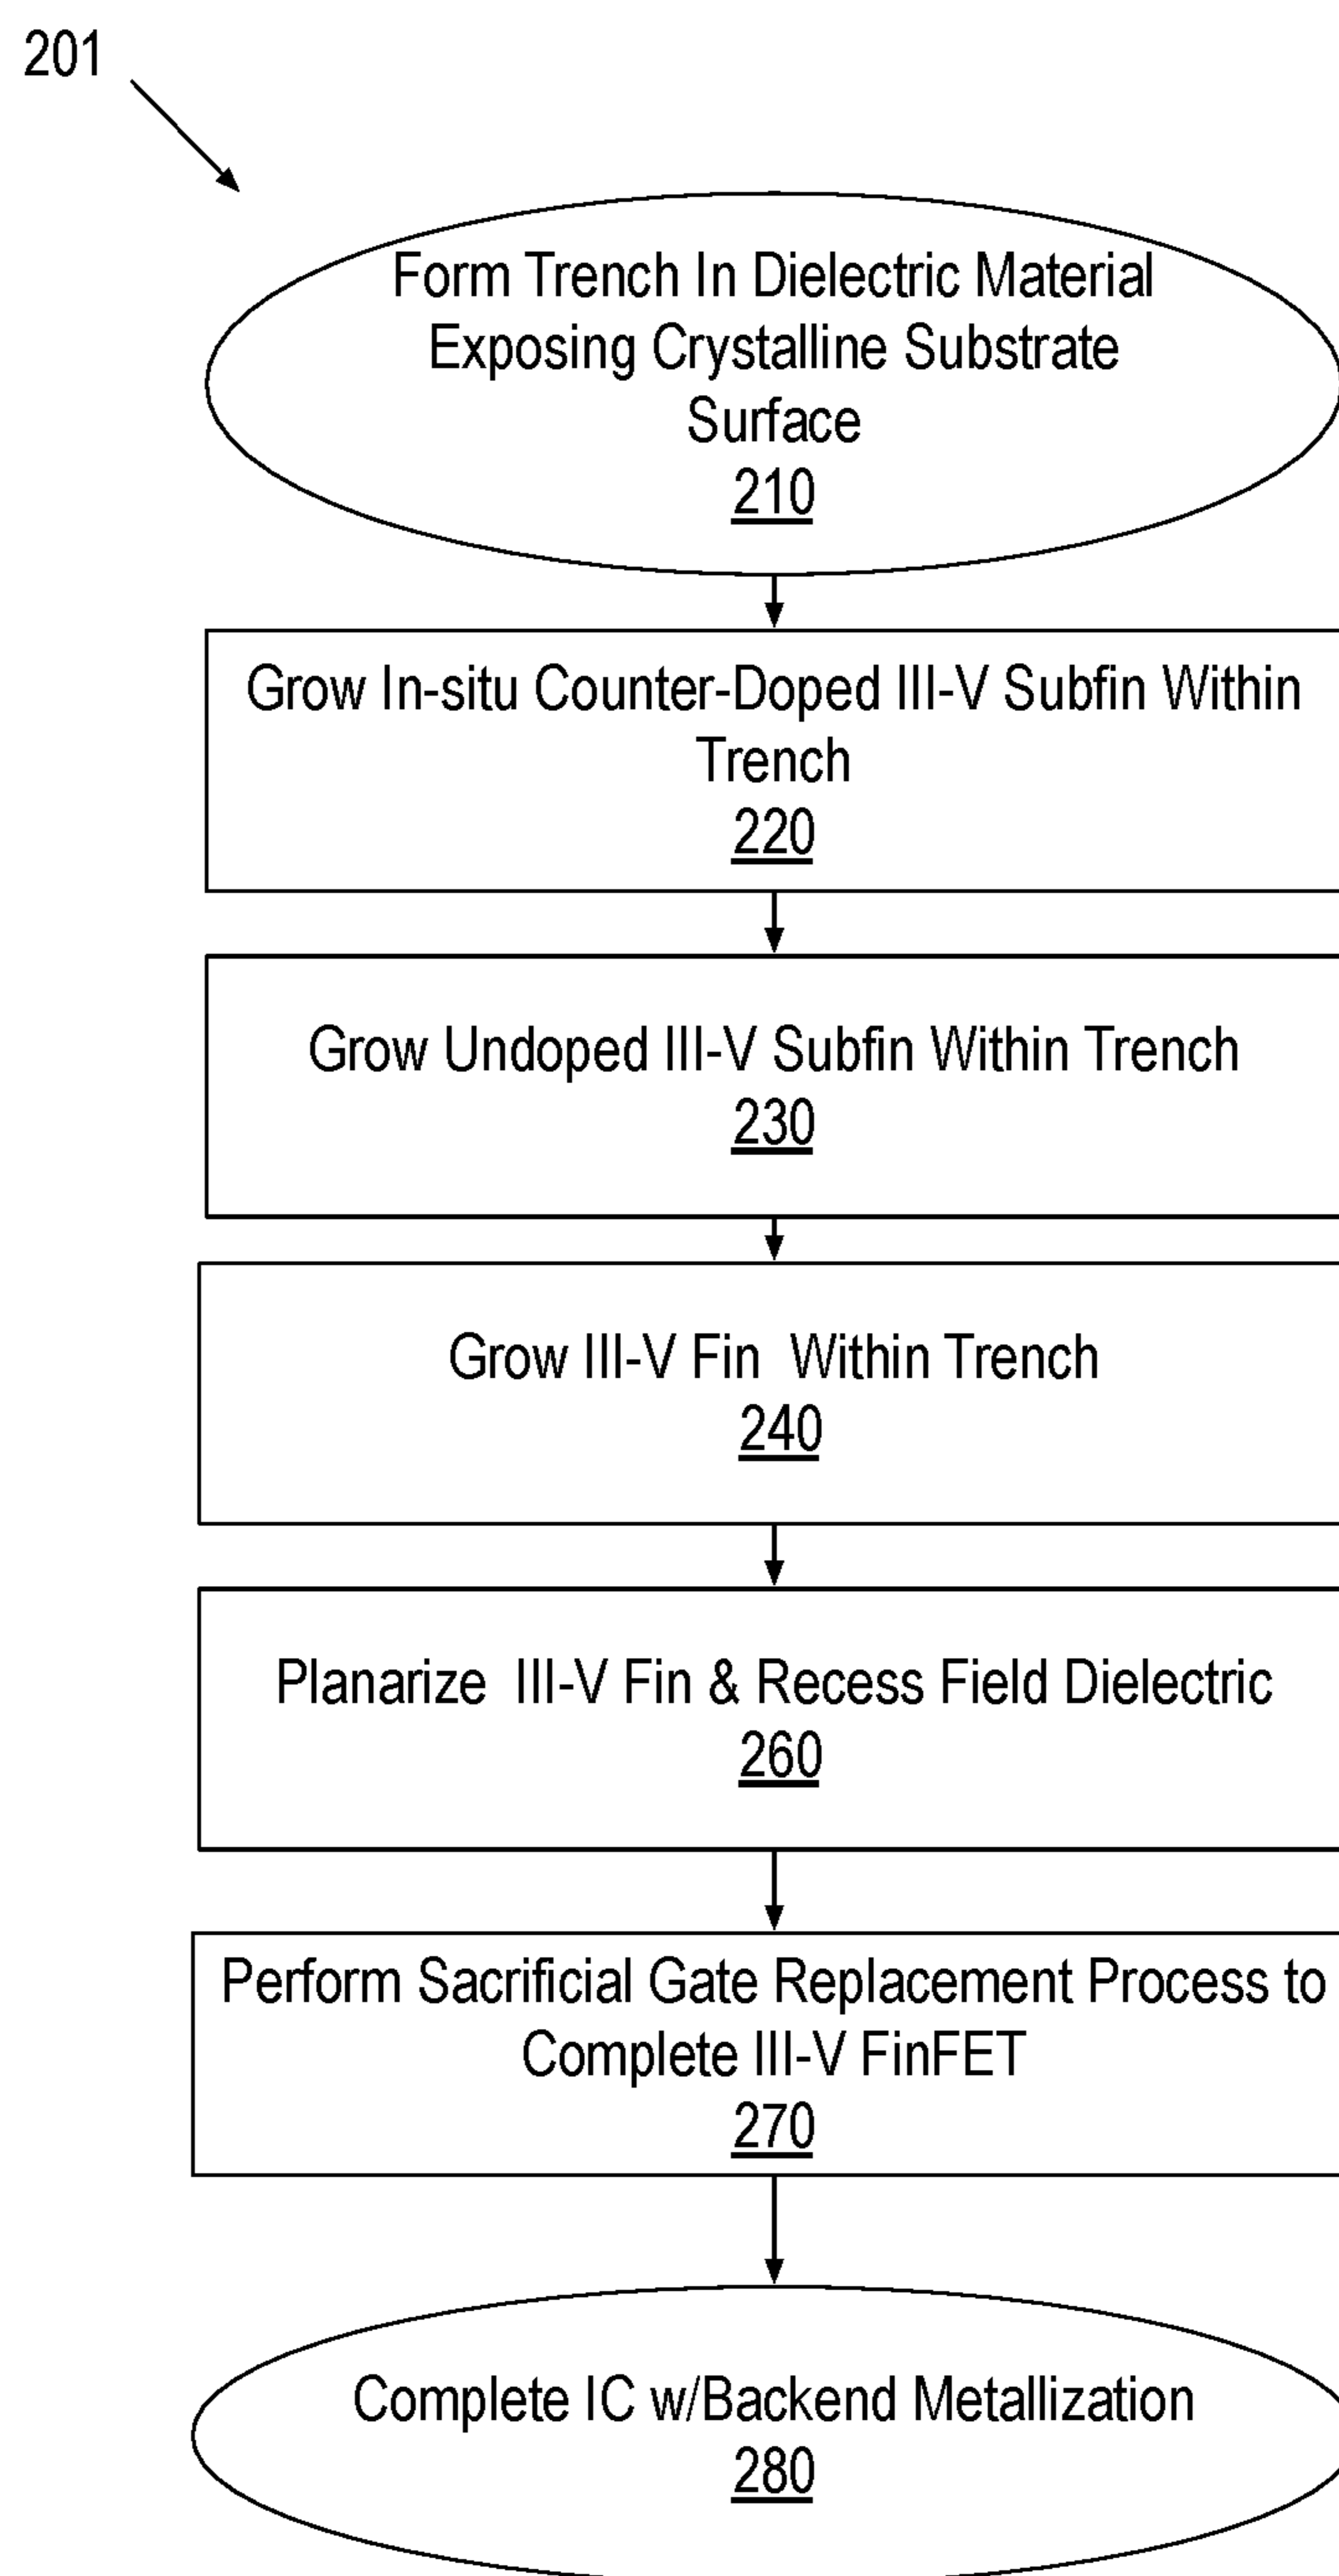 201
Form Trench In Dielectric Material
Exposing Crystalline Substrate
Surface
210
Grow In-situ Counter-Doped III-V Subfin Within
Trench
220
Grow Undoped III-V Subfin Within Trench
230
Grow III-V Fin Within Trench
240
Planarize III-V Fin & Recess Field Dielectric
260
Perform Sacrificial Gate Replacement Process to
Complete III-V FinFET
270
Complete IC w/Backend Metallization
280